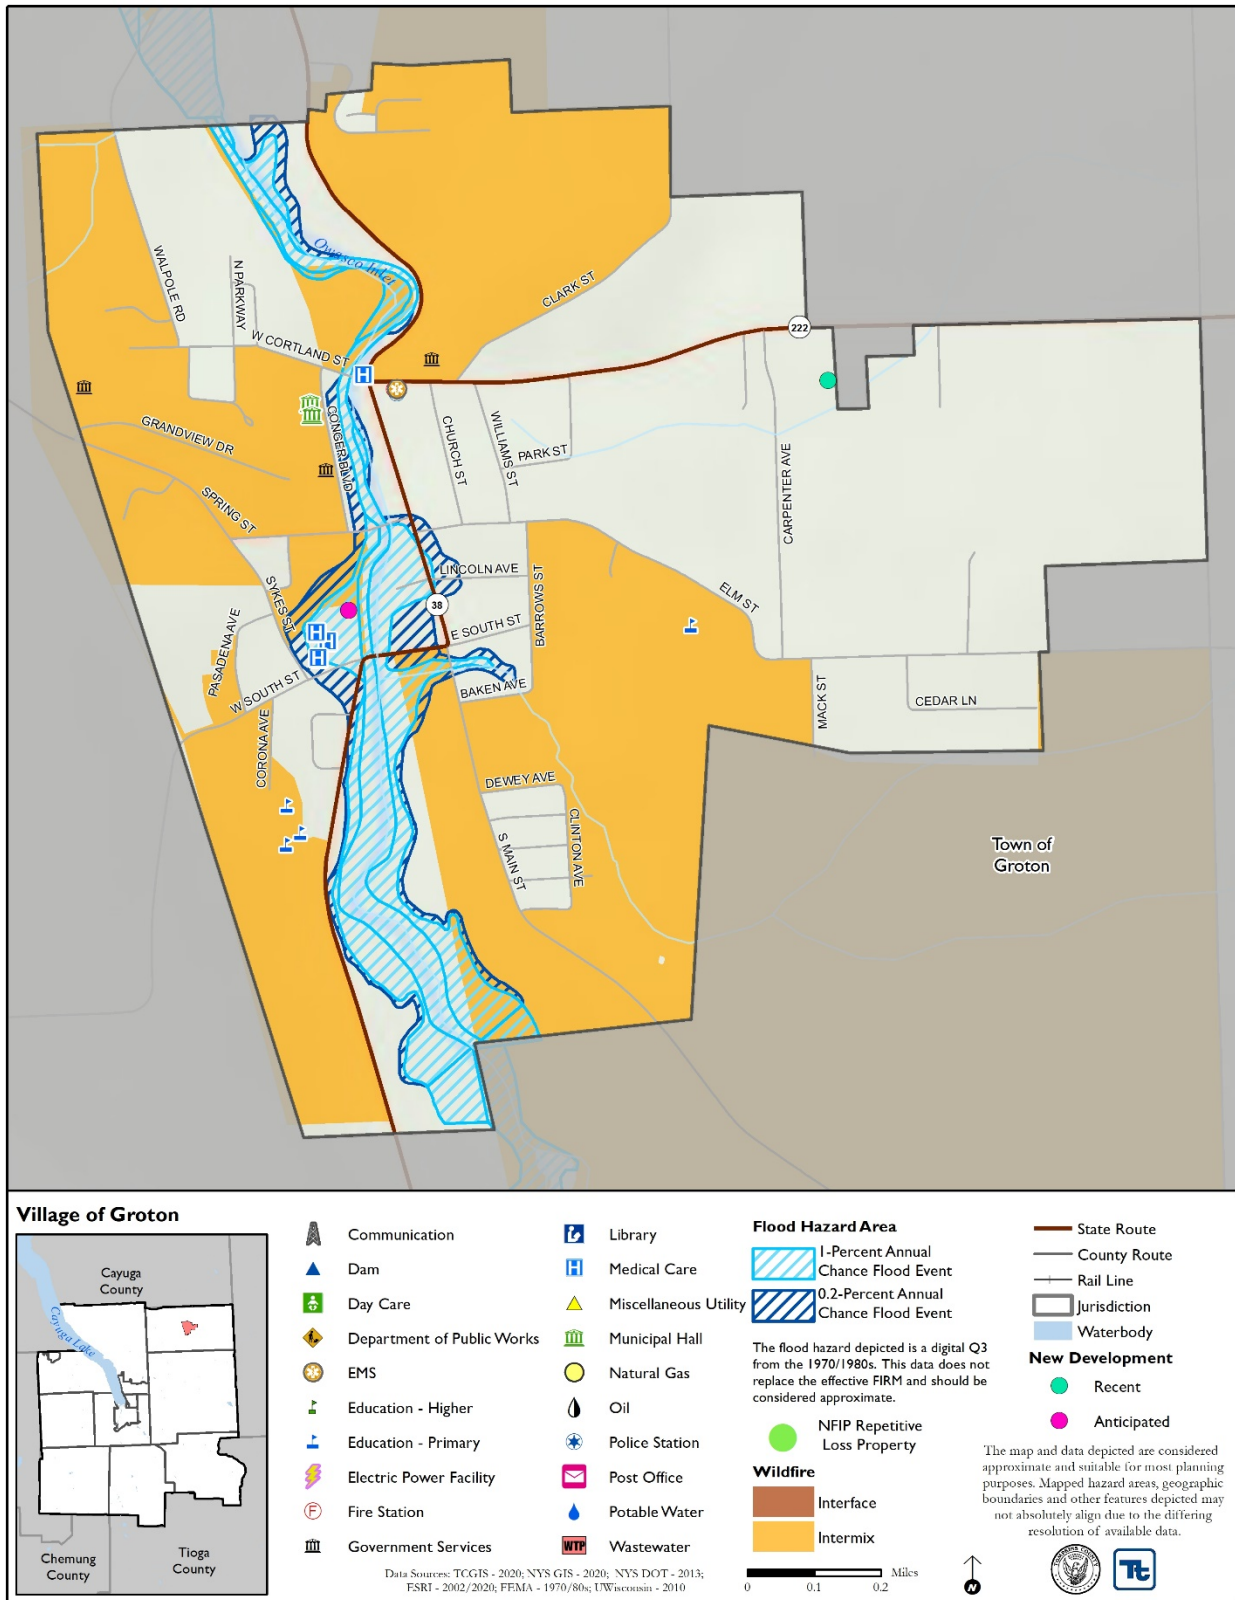 Owasco Inlet
WALPOLE RD
N PARKWAY
W CORTLAND ST
CLARK ST
222
GRANDVIEW DR
CONGER BLVD
CHURCH ST
WILLIAMS ST
PARK ST
CARPENTER AVE
SPRING ST
SYKES ST
LINCOLN AVE
38
E SOUTH ST
BARROWS ST
ELM ST
PASADENA AVE
W SOUTH ST
BAKEN AVE
CORONA AVE
MACK ST
CEDAR LN
DEWEY AVE
CLINTON AVE
S MAIN ST
Town of
Groton
H
H
H
H
Village of Groton
Cayuga
County
Cayuga Lake
Chemung
County
Tioga
County
Communication
Dam
Day Care
Department of Public Works
EMS
Education - Higher
Education - Primary
Electric Power Facility
F
Fire Station
Government Services
Library
H
Medical Care
Miscellaneous Utility
Municipal Hall
Natural Gas
Oil
Police Station
Post Office
Potable Water
WTP
Wastewater
Data Sources: TCGIS - 2020; NYS GIS - 2020; NYS DOT - 2013;
ESRI - 2002/2020; FEMA - 1970/80s; UWisconsin - 2010
Flood Hazard Area
1-Percent Annual
Chance Flood Event
0.2-Percent Annual
Chance Flood Event
The flood hazard depicted is a digital Q3
from the 1970/1980s. This data does not
replace the effective FIRM and should be
considered approximate.
NFIP Repetitive
Loss Property
Wildfire
Interface
Intermix
0 0.1 0.2 Miles
State Route
County Route
Rail Line
Jurisdiction
Waterbody
New Development
Recent
Anticipated
The map and data depicted are considered
approximate and suitable for most planning
purposes. Mapped hazard areas, geographic
boundaries and other features depicted may
not absolutely align due to the differing
resolution of available data.
N
TOMPKINS COUNTY
Tt